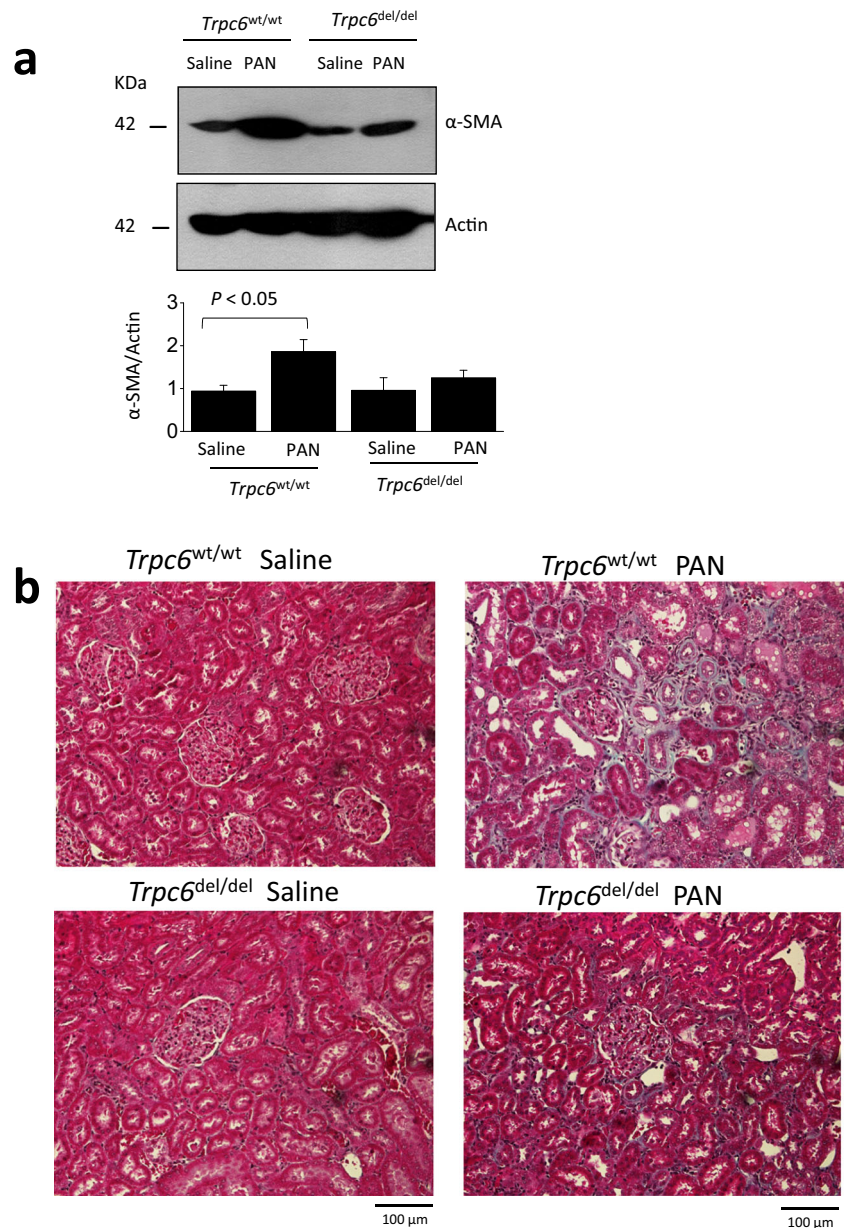 Trpc6wt/wt Trpc6del/del
a
Saline PAN Saline PAN
KDa
42 α-SMA
42 Actin
3
2
1
0
α-SMA/Actin
P < 0.05
Saline PAN Saline PAN
Trpc6wt/wt Trpc6del/del
b
Trpc6wt/wt Saline Trpc6wt/wt PAN
Trpc6del/del Saline Trpc6del/del PAN
100 μm 100 μm